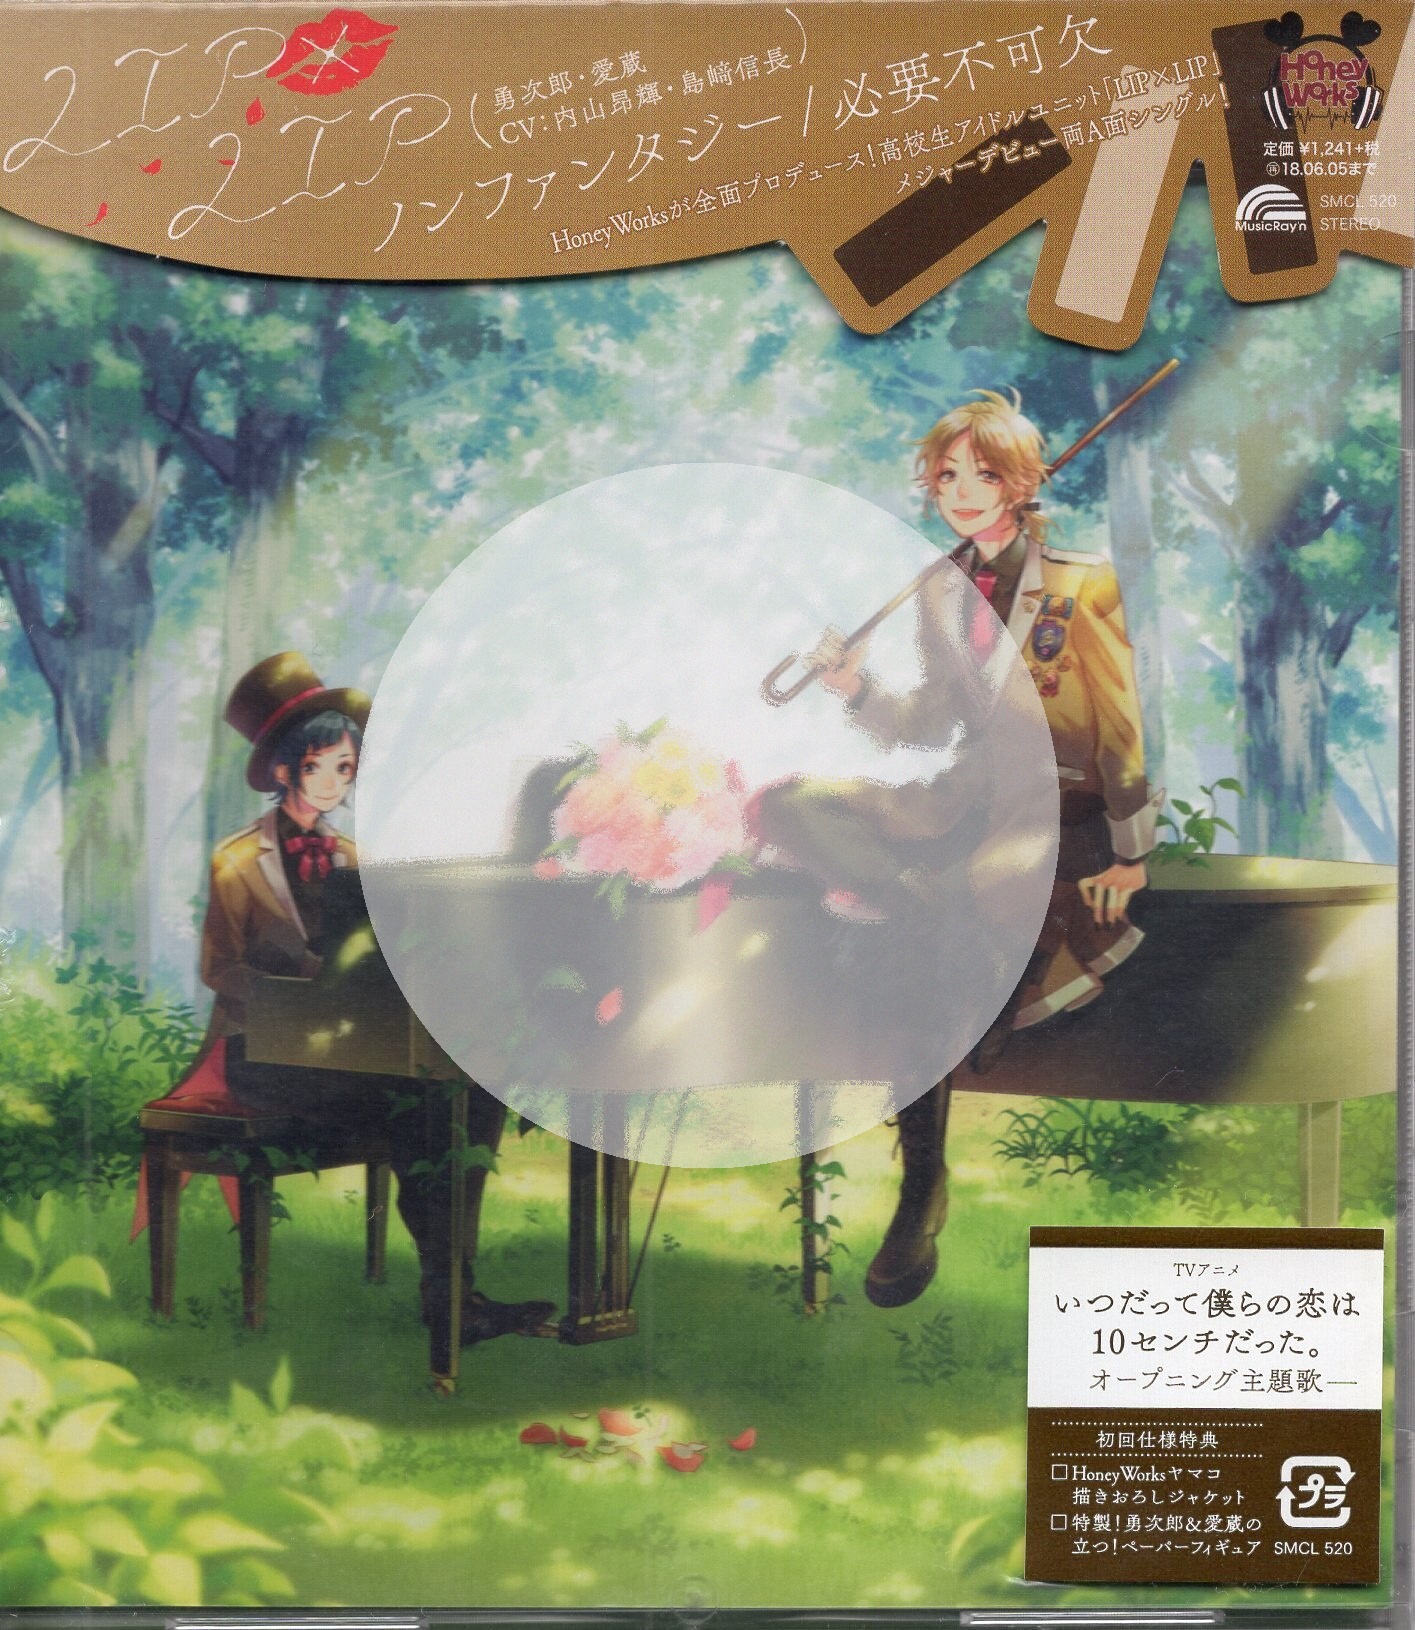 LIP×
LIP
(勇次郎・愛蔵
CV:内山昂輝・島﨑信長)
ノンファンタジー / 必要不可欠
HoneyWorksが全面プロデュース!高校生アイドルユニット「LIP×LIP」
メジャーデビュー両A面シングル!
Honey
Works
定価 ¥1,241+税
再18.06.05まで
MusicRay'n
SMCL 520
STEREO
TVアニメ
いつだって僕らの恋は
10センチだった。
オープニング主題歌―
初回仕様特典
□HoneyWorksヤマコ
描きおろしジャケット
□特製!勇次郎&愛蔵の
立つ!ペーパーフィギュア
プラ
SMCL 520